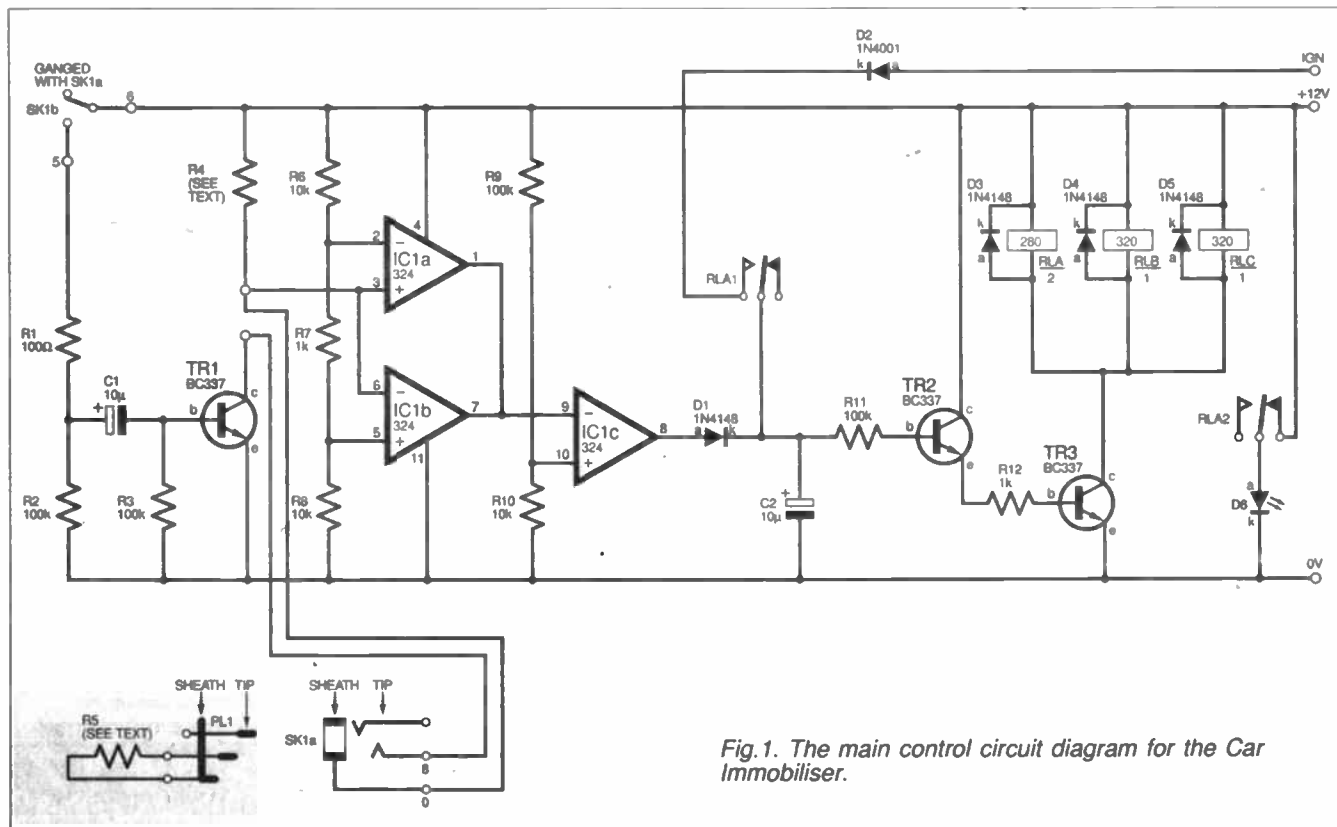 GANGED
WITH SK1a
SK1b
6
5
R1
100Ω
R2
100k
C1
10µ
+
R3
100k
TR1
BC337
b
c
e
R4
(SEE
TEXT)
R6
10k
R7
1k
R8
10k
2
3
4
1
IC1a
324
6
5
7
11
IC1b
324
R9
100k
R10
10k
9
10
8
IC1c
324
D1
1N4148
a
k
C2
10µ
+
RLA1
D2
1N4001
k
a
IGN
+12V
R11
100k
TR2
BC337
b
c
e
R12
1k
TR3
BC337
b
c
e
D3
1N4148
k
a
280
RLA
2
D4
1N4148
k
a
320
RLB
1
D5
1N4148
k
a
320
RLC
1
RLA2
a
D6
k
0V
SHEATH TIP
R5
(SEE TEXT)
PL1
SHEATH TIP
SK1a
8
0
Fig.1. The main control circuit diagram for the Car
Immobiliser.